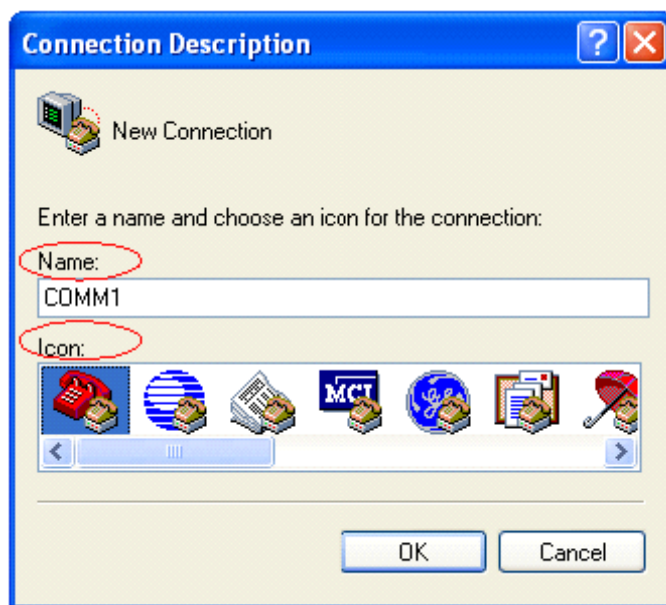 Connection Description
New Connection
Enter a name and choose an icon for the connection:
Name:
COMM1
Icon:
MCI
OK Cancel